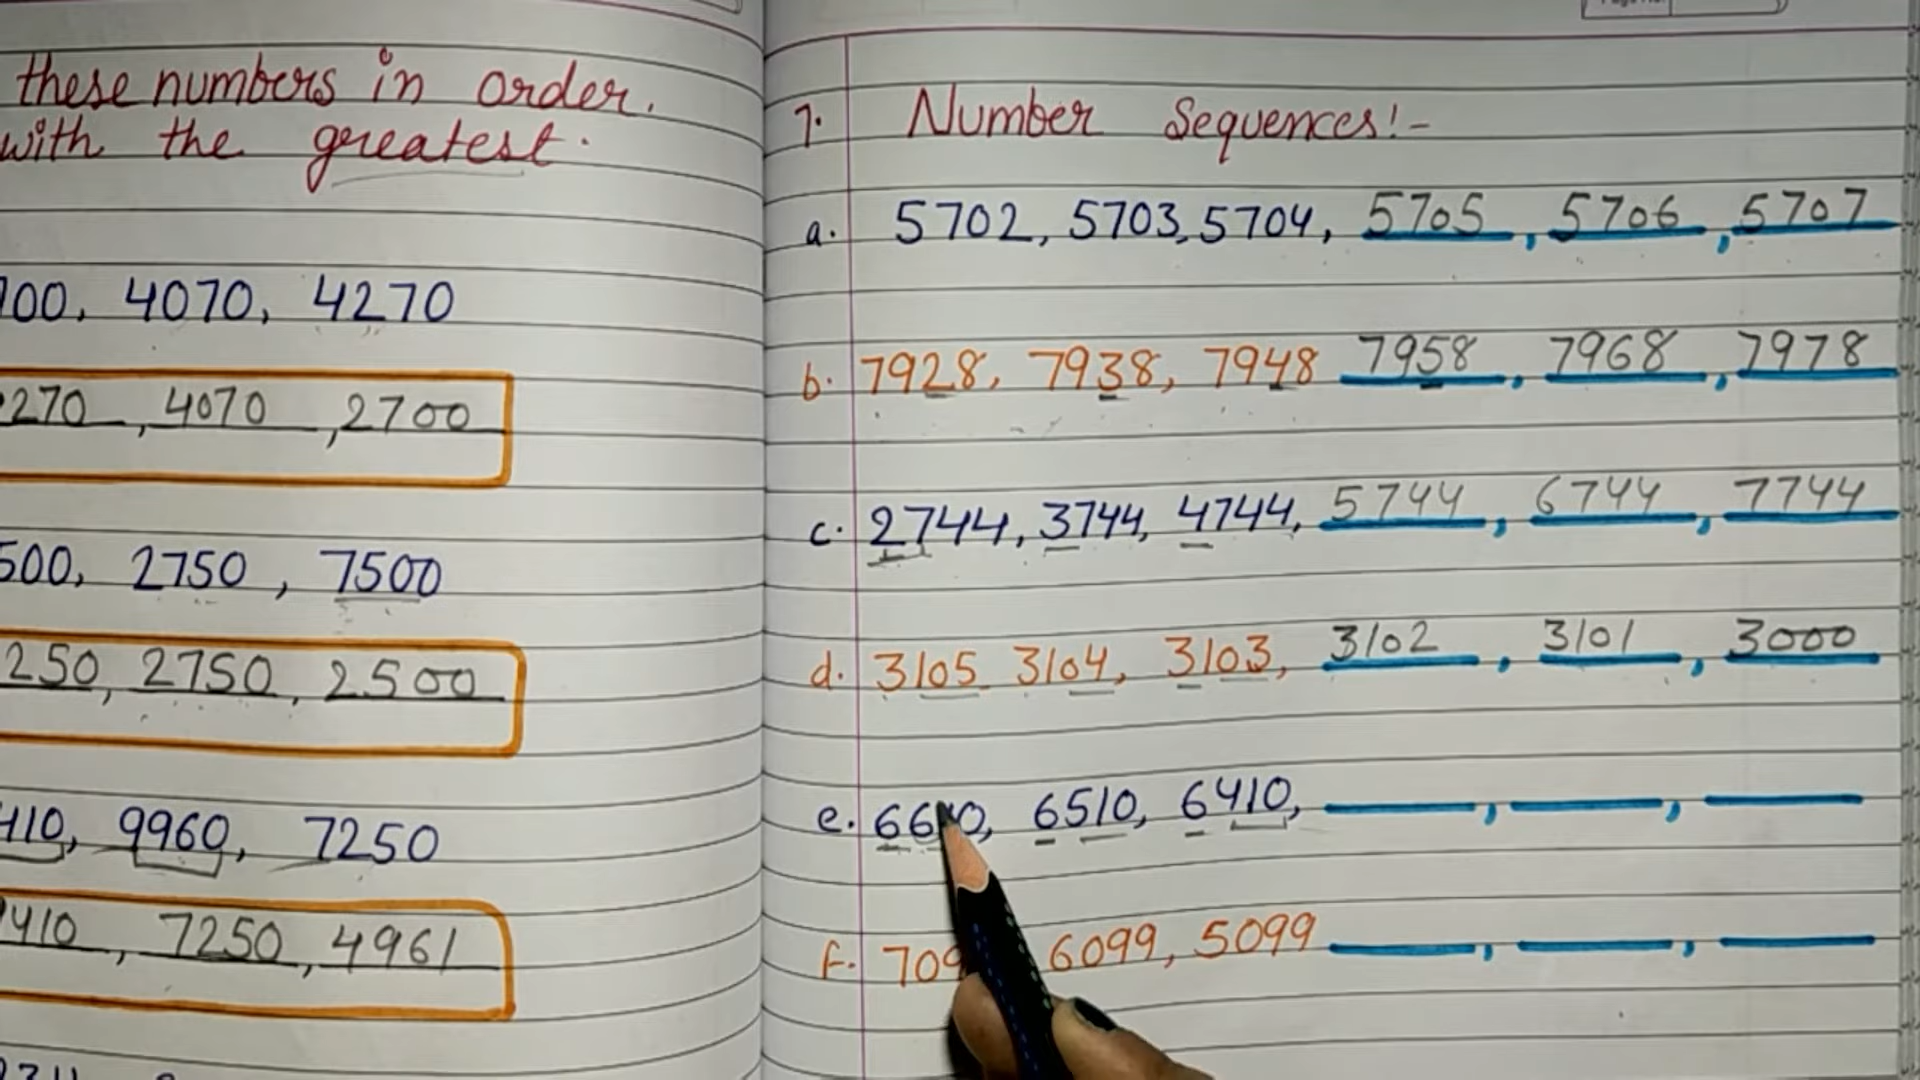 these numbers in order.
with the greatest.
00, 4070, 4270
270, 4070, 2700
500, 2750, 7500
250, 2750, 2500
410, 9960, 7250
410, 7250, 4961
7. Number Sequences:-
a. 5702, 5703, 5704, 5705, 5706, 5707
b. 7928, 7938, 7948 7958, 7968, 7978
c. 2744, 3744, 4744, 5744, 6744, 7744
d. 3105 3104, 3103, 3102, 3101, 3000
e. 6510, 6410,
f. 6099, 5099